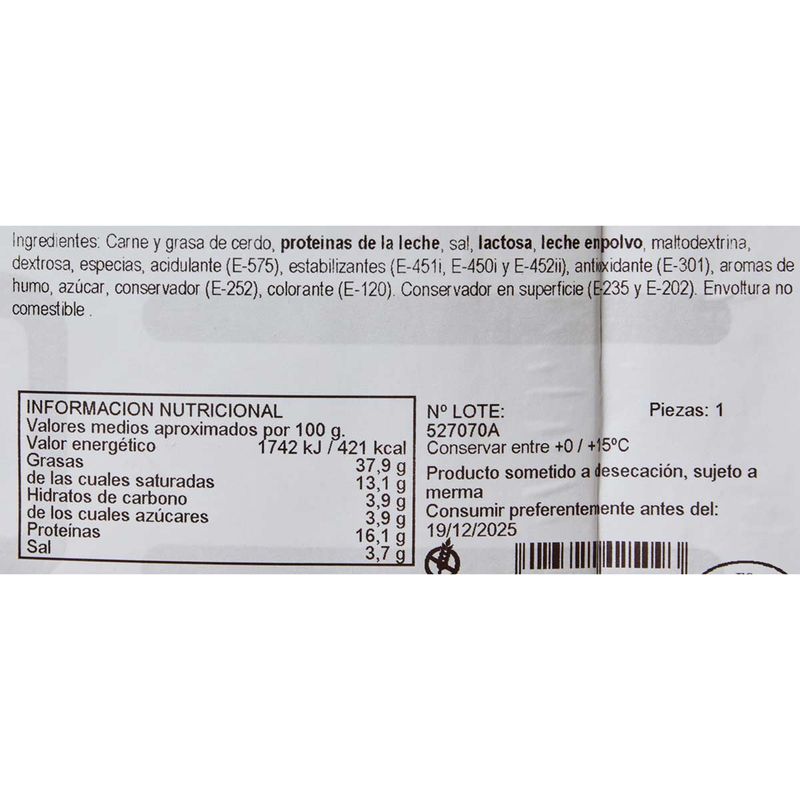 Ingredientes: Carne y grasa de cerdo, proteinas de la leche, sal, lactosa, leche en polvo, maltodextrina,
dextrosa, especias, acidulante (E-575), estabilizantes (E-451i, E-450i y E-452ii), antioxidante (E-301), aromas de
humo, azúcar, conservador (E-252), colorante (E-120). Conservador en superficie (E-235 y E-202). Envoltura no
comestible .
INFORMACION NUTRICIONAL
Valores medios aproximados por 100 g.
Valor energético 1742 kJ / 421 kcal
Grasas 37,9 g
de las cuales saturadas 13,1 g
Hidratos de carbono 3,9 g
de los cuales azúcares 3,9 g
Proteínas 16,1 g
Sal 3,7 g
Nº LOTE: Piezas: 1
527070A
Conservar entre +0 / +15ºC
Producto sometido a desecación, sujeto a
merma
Consumir preferentemente antes del:
19/12/2025